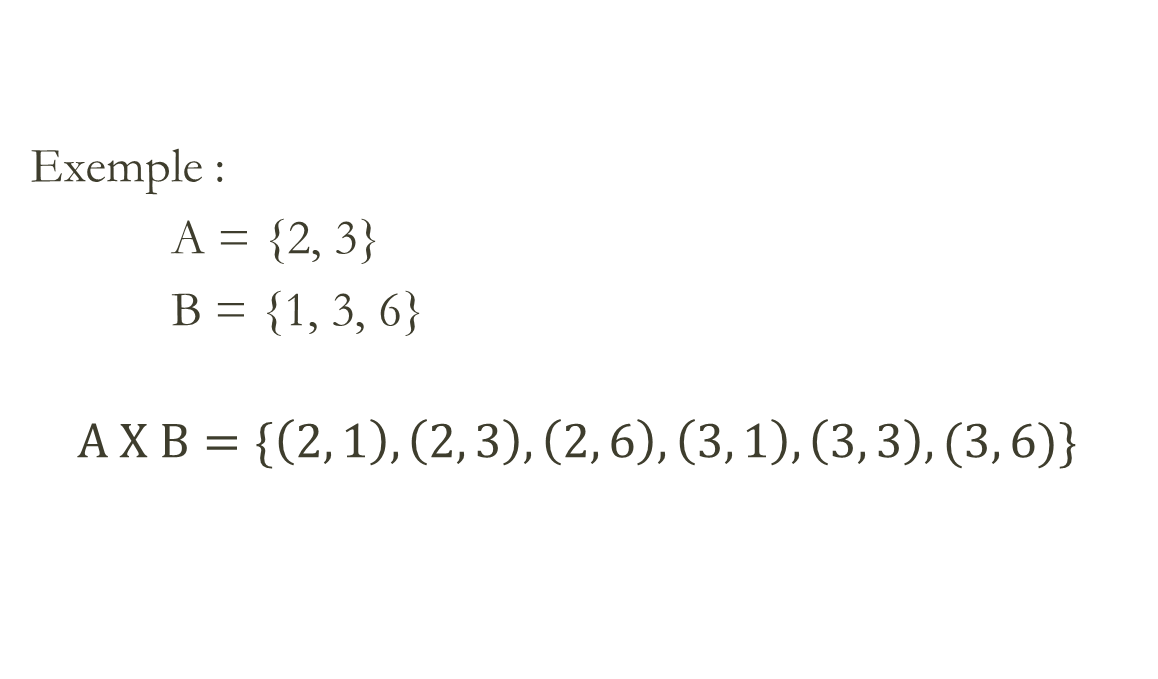 Exemple :
A = {2, 3}
B = {1, 3, 6}
A X B = {(2, 1), (2, 3), (2, 6), (3, 1), (3, 3), (3, 6)}